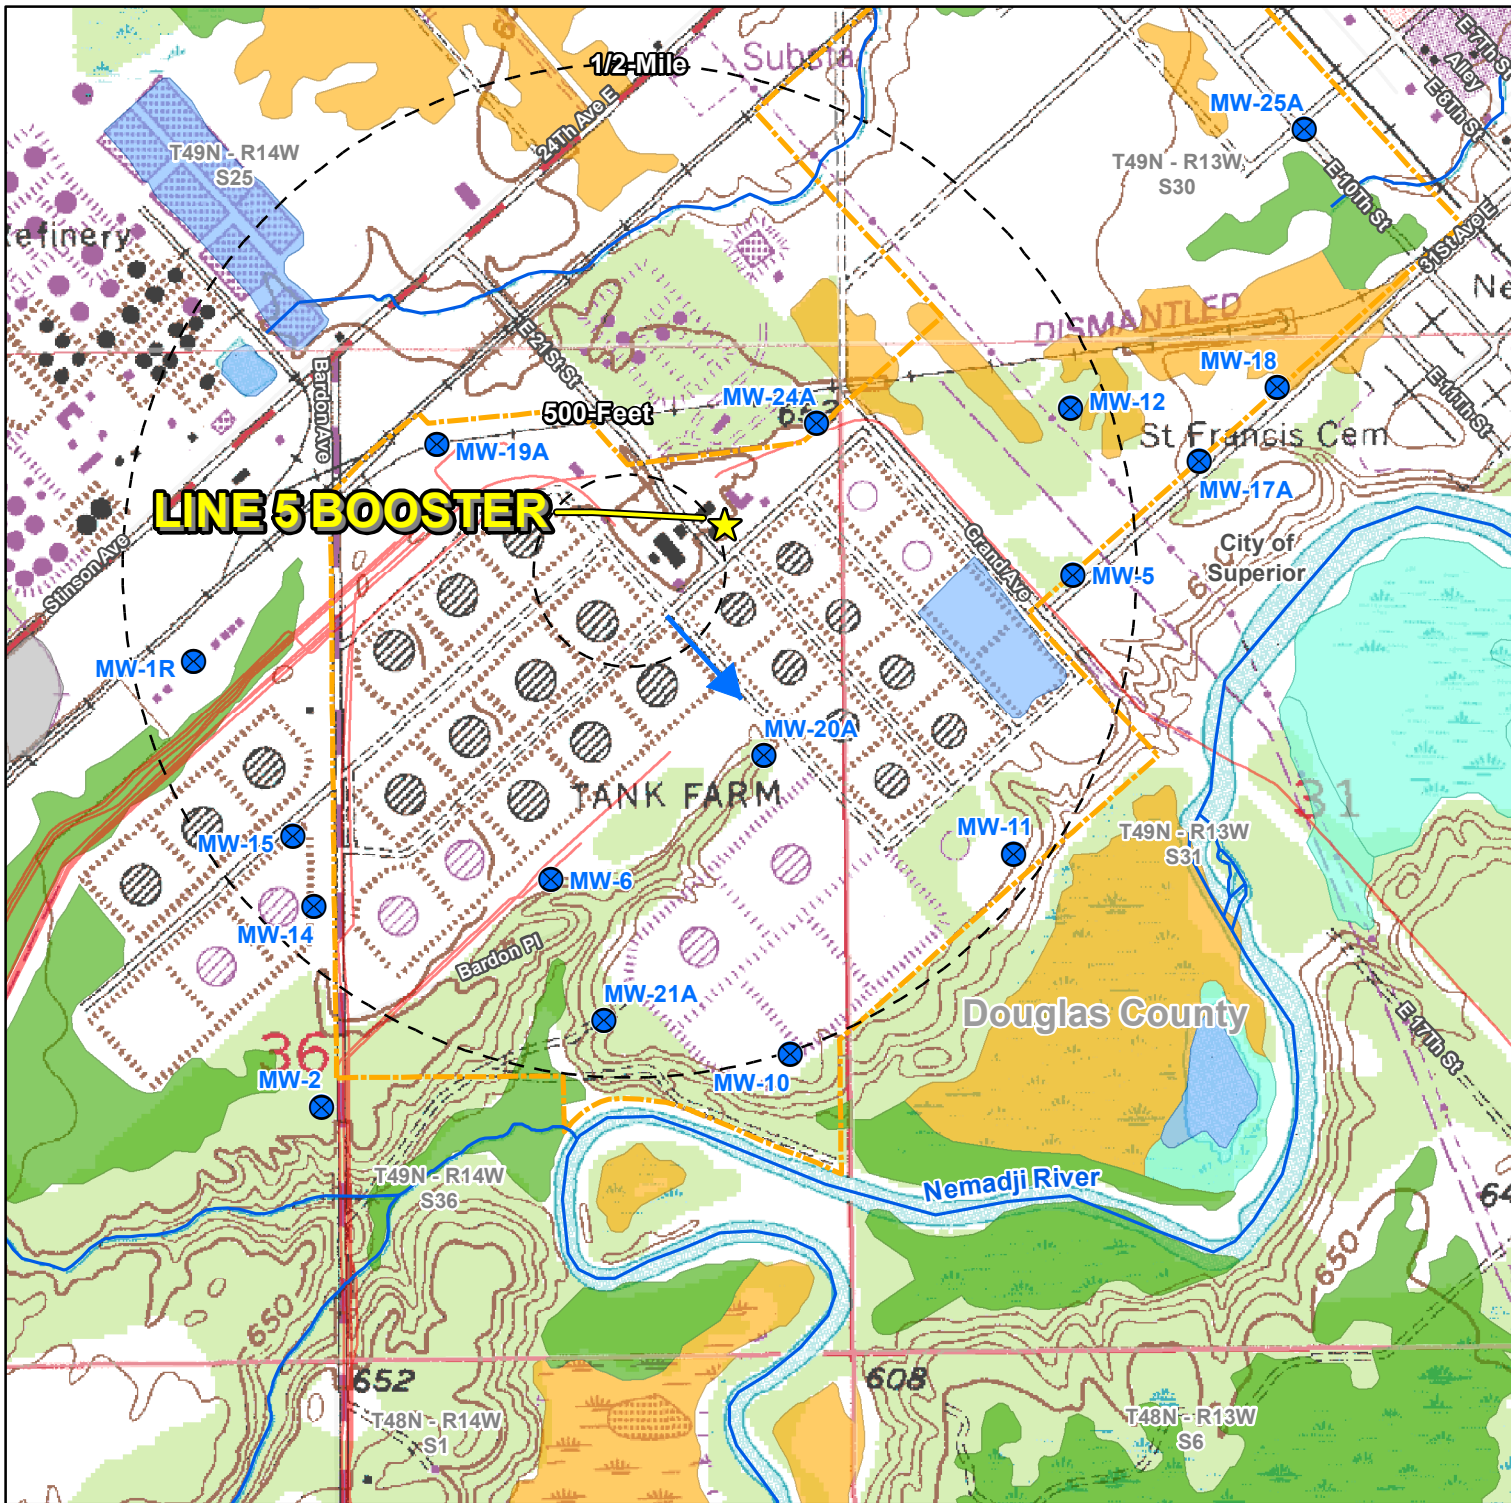 1/2-Mile
Substa
E 7Th St
Alley
E 8Th St
MW-25A
24Th Ave E
T49N - R14W
S25
T49N - R13W
S30
E 10Th St
31St Ave E
efinery
Ne
DISMANTLED
E 21St St
Bardon Ave
MW-18
MW-24A
500-Feet
MW-12
E 11Th St
St Francis Cem
MW-19A
MW-17A
LINE 5 BOOSTER
Stinson Ave
Grand Ave
City of
Superior
MW-5
MW-1R
MW-20A
TANK FARM
31
MW-15
MW-11
T49N - R13W
S31
MW-6
MW-14
Bardon Pl
MW-21A
Douglas County
E 17Th St
36
MW-2
MW-10
T49N - R14W
S36
Nemadji River
64
650
650
652
608
T48N - R14W
S1
T48N - R13W
S6